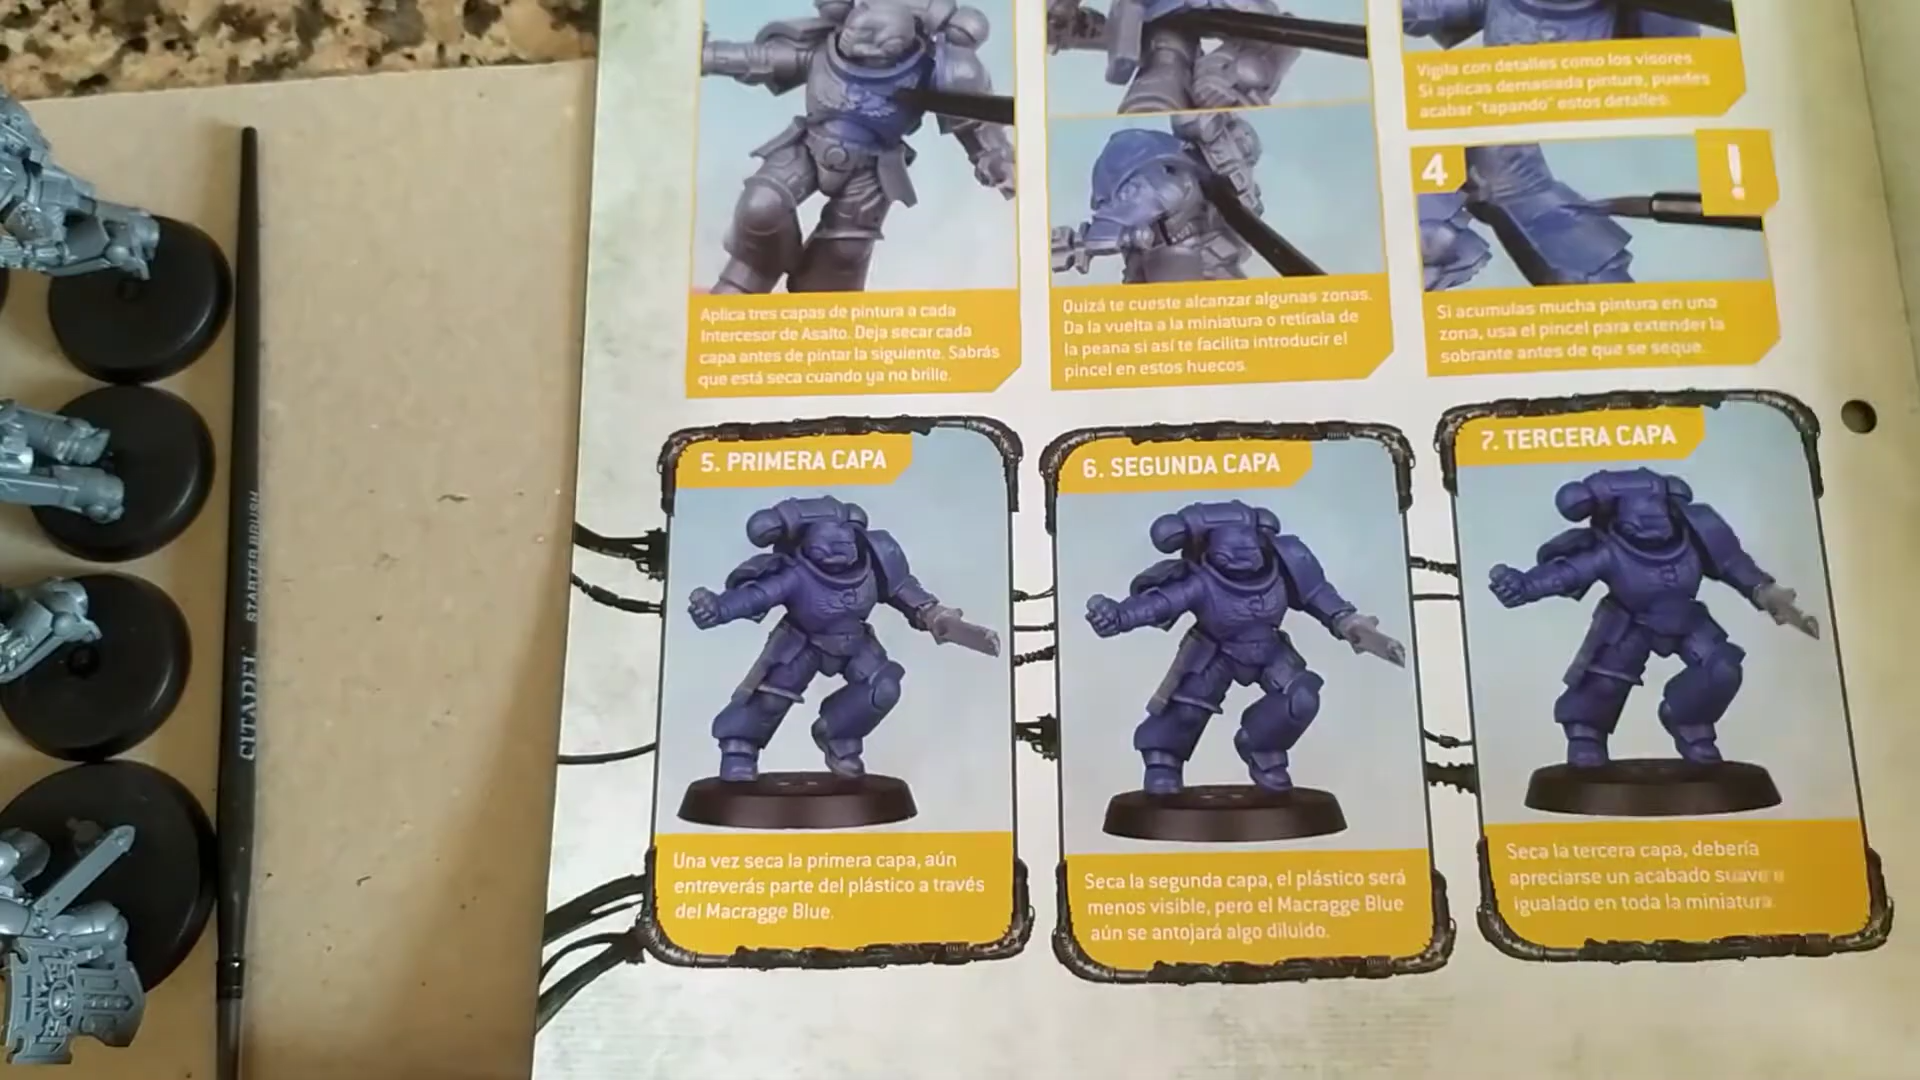 Vigila con detalles como los visores.
Si aplicas demasiada pintura, puedes
acabar "tapando" estos detalles.
Aplica tres capas de pintura a cada
Intercesor de Asalto. Deja secar cada
capa antes de pintar la siguiente. Sabrás
que está seca cuando ya no brille.
Quizá te cueste alcanzar algunas zonas.
Da la vuelta a la miniatura o retírala de
la peana si así te facilita introducir el
pincel en estos huecos.
4
!
Si acumulas mucha pintura en una
zona, usa el pincel para extender la
sobrante antes de que se seque.
5. PRIMERA CAPA
Una vez seca la primera capa, aún
entreverás parte del plástico a través
del Macragge Blue.
6. SEGUNDA CAPA
Seca la segunda capa, el plástico será
menos visible, pero el Macragge Blue
aún se antojará algo diluido.
7. TERCERA CAPA
Seca la tercera capa, debería
apreciarse un acabado suave e
igualado en toda la miniatura.
CITADEL STARTER BRUSH